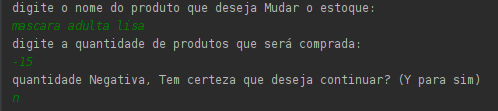 digite o nome do produto que deseja Mudar o estoque:
mascara adulta lisa
digite a quantidade de produtos que será comprada:
-15
quantidade Negativa, Tem certeza que deseja continuar? (Y para sim)
n